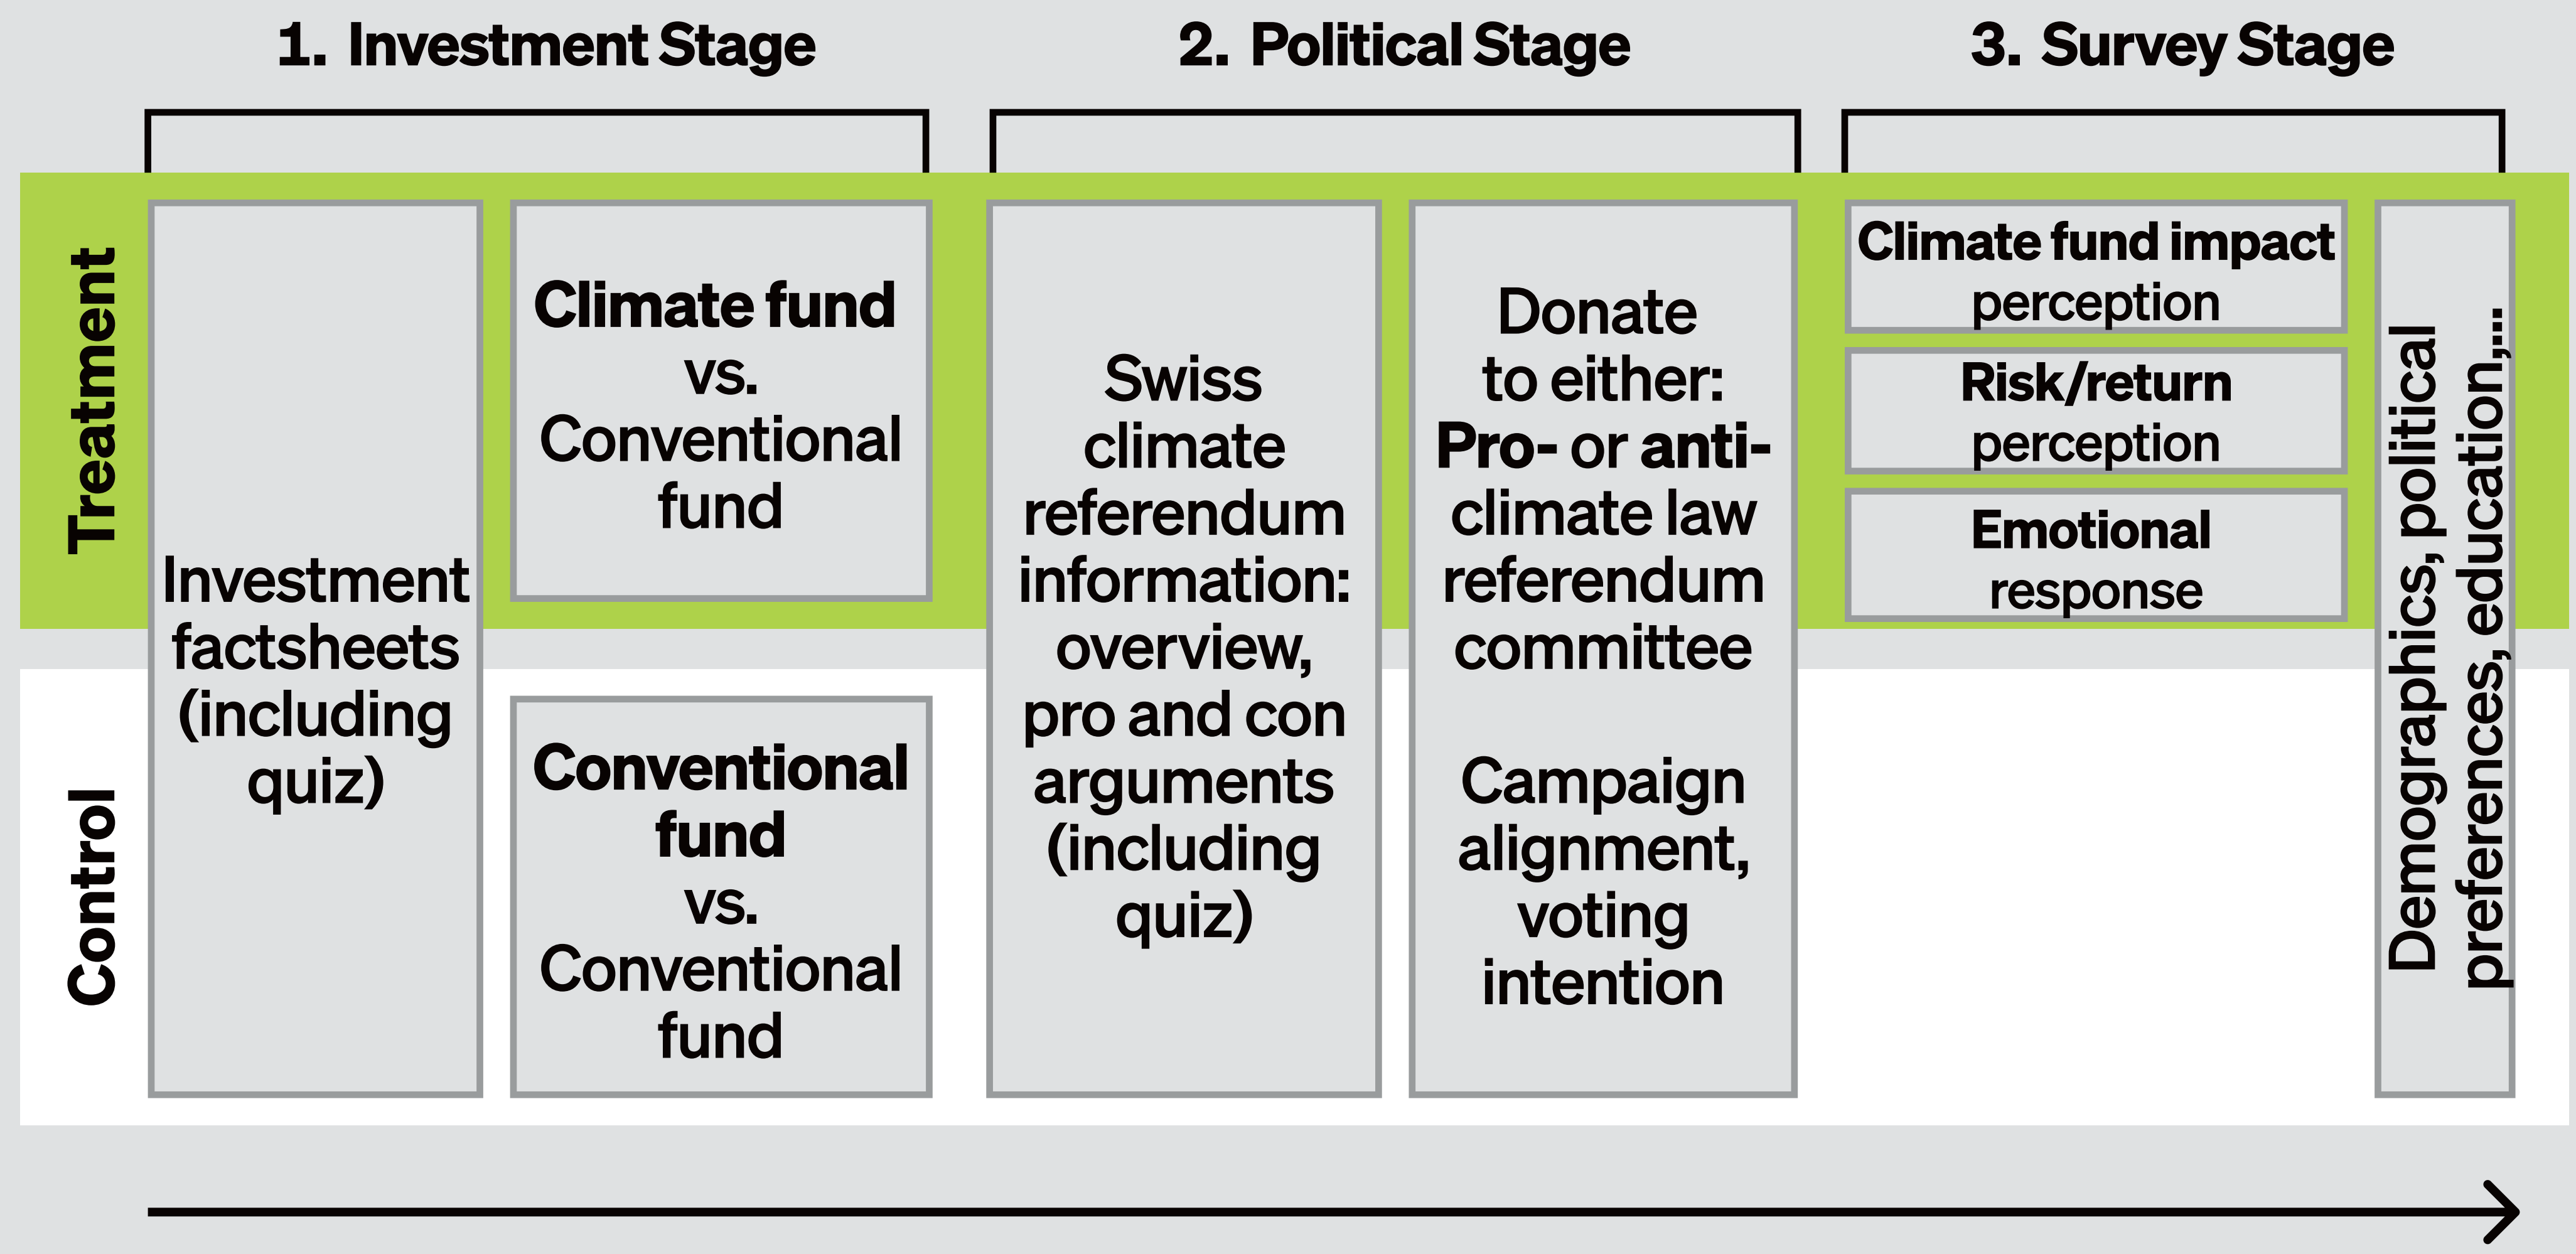 1. Investment Stage
2. Political Stage
3. Survey Stage
Treatment
Control
Investment
factsheets
(including
quiz)
Climate fund
vs.
Conventional
fund
Conventional
fund
vs.
Conventional
fund
Swiss
climate
referendum
information:
overview,
pro and con
arguments
(including
quiz)
Donate
to either:
Pro- or anti-
climate law
referendum
committee
Campaign
alignment,
voting
intention
Climate fund impact
perception
Risk/return
perception
Emotional
response
Demographics, political
preferences, education,...